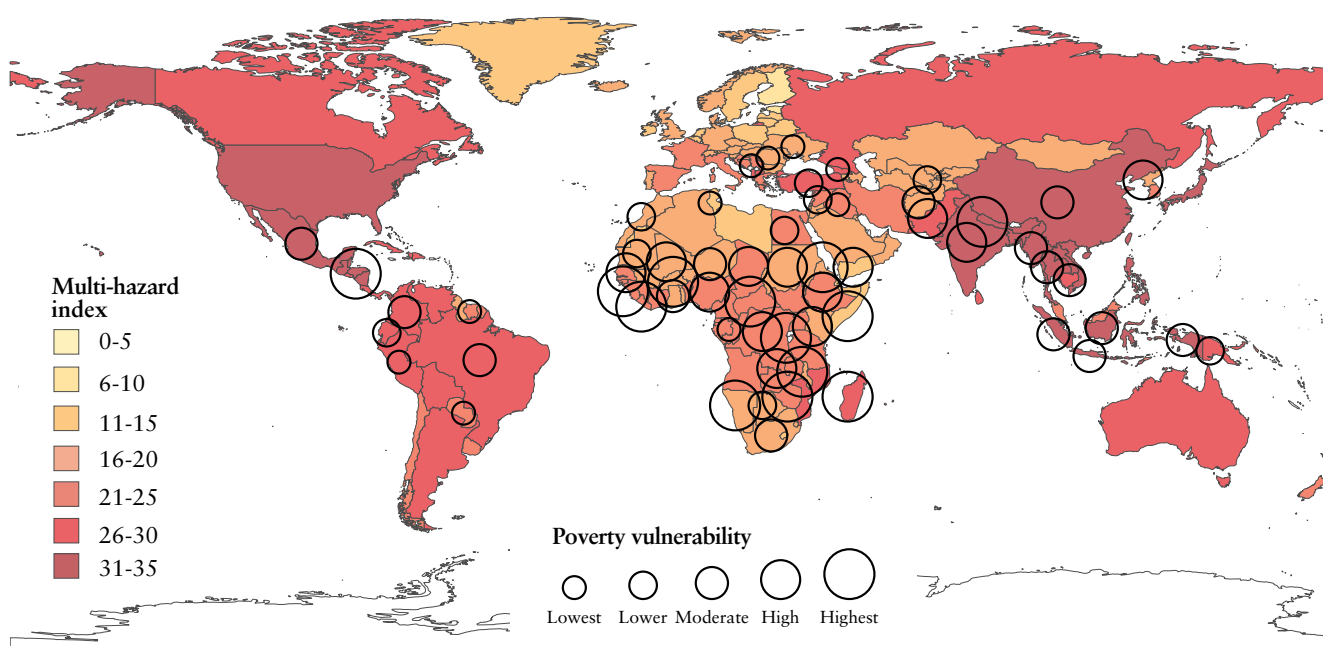 Multi-hazard
index
0-5
6-10
11-15
16-20
21-25
26-30
31-35
Poverty vulnerability
Lowest Lower Moderate High Highest